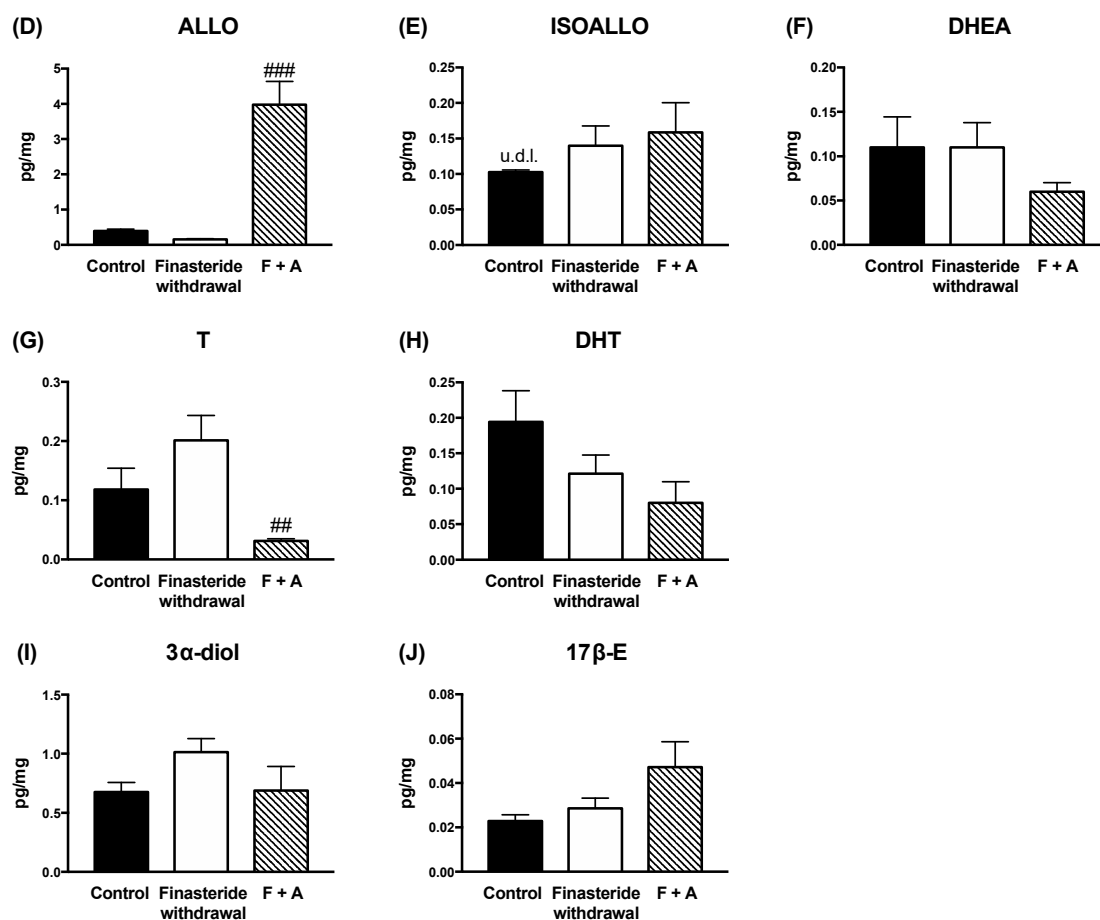 (D) ALLO
###
5
4
3
2
1
0
pg/mg
Control Finasteride withdrawal F + A
(E) ISOALLO
u.d.l.
0.25
0.20
0.15
0.10
0.05
0.00
pg/mg
Control Finasteride withdrawal F + A
(F) DHEA
0.20
0.15
0.10
0.05
0.00
pg/mg
Control Finasteride withdrawal F + A
(G) T
##
0.3
0.2
0.1
0.0
pg/mg
Control Finasteride withdrawal F + A
(H) DHT
0.25
0.20
0.15
0.10
0.05
0.00
pg/mg
Control Finasteride withdrawal F + A
(I) 3α-diol
1.5
1.0
0.5
0.0
pg/mg
Control Finasteride withdrawal F + A
(J) 17β-E
0.08
0.06
0.04
0.02
0.00
pg/mg
Control Finasteride withdrawal F + A